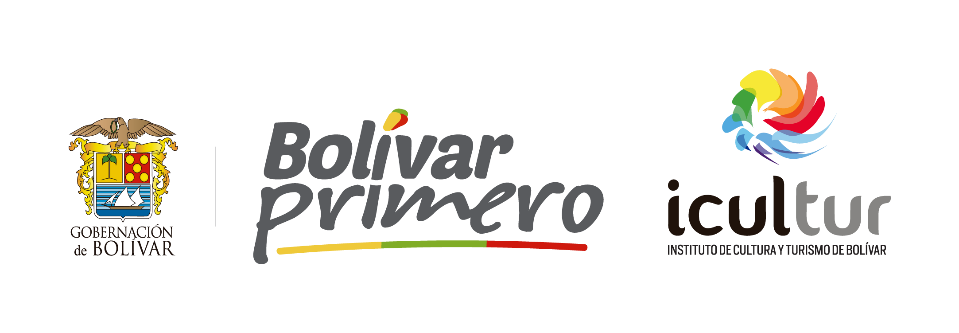 GOBERNACIÓN
de BOLÍVAR
Bolívar
primero
icultur
INSTITUTO DE CULTURA Y TURISMO DE BOLÍVAR